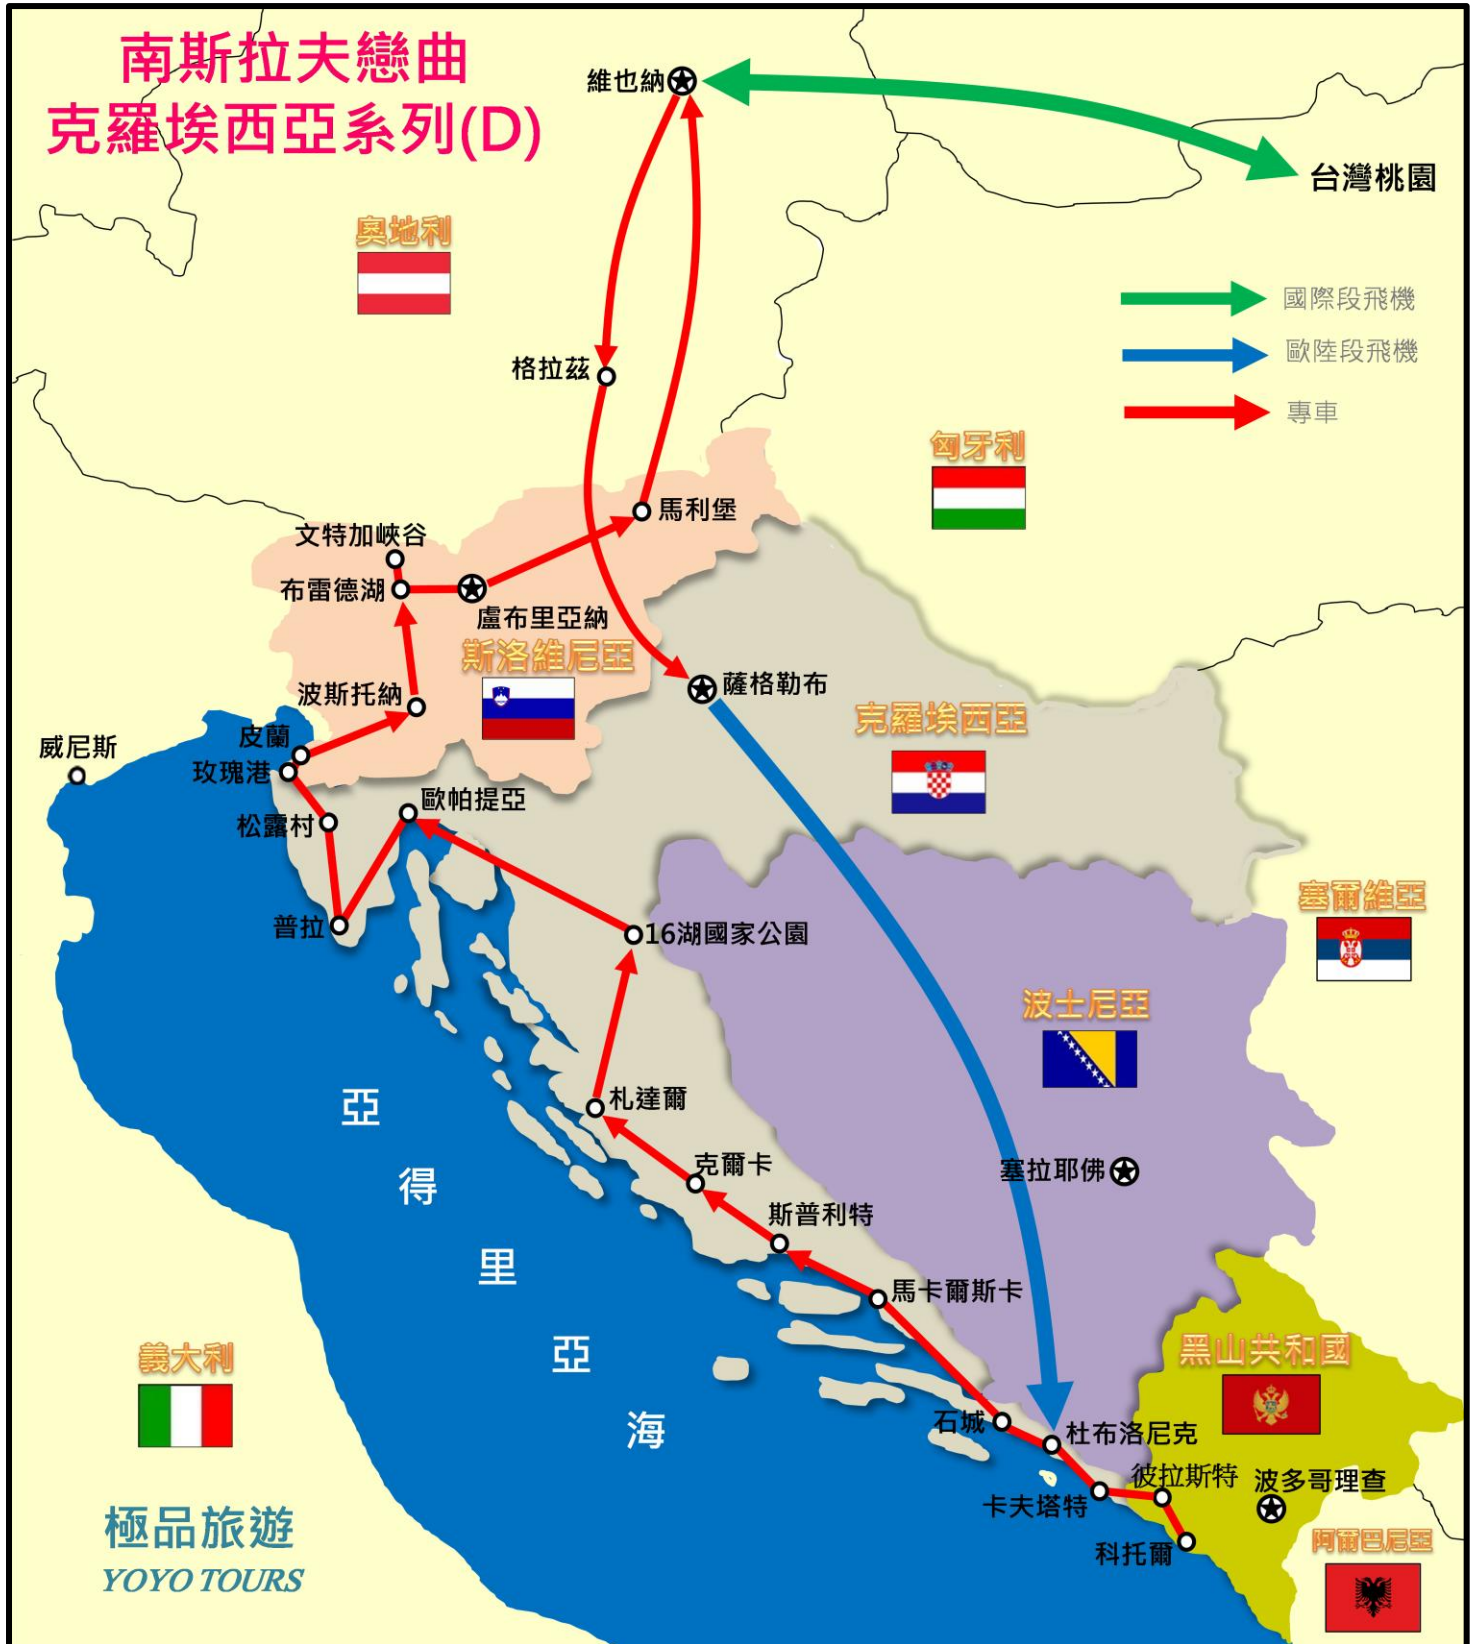 南斯拉夫戀曲
克羅埃西亞系列(D)
維也納
台灣桃園
奧地利
國際段飛機
歐陸段飛機
專車
格拉茲
匈牙利
馬利堡
文特加峽谷
布雷德湖
盧布里亞納
斯洛維尼亞
波斯托納
薩格勒布
克羅埃西亞
皮蘭
威尼斯
玫瑰港
歐帕提亞
松露村
塞爾維亞
普拉
16湖國家公園
波士尼亞
札達爾
亞
得
里
亞
海
克爾卡
塞拉耶佛
斯普利特
馬卡爾斯卡
義大利
黑山共和國
石城
杜布洛尼克
彼拉斯特
波多哥理查
卡夫塔特
科托爾
阿爾巴尼亞
極品旅遊
YOYO TOURS